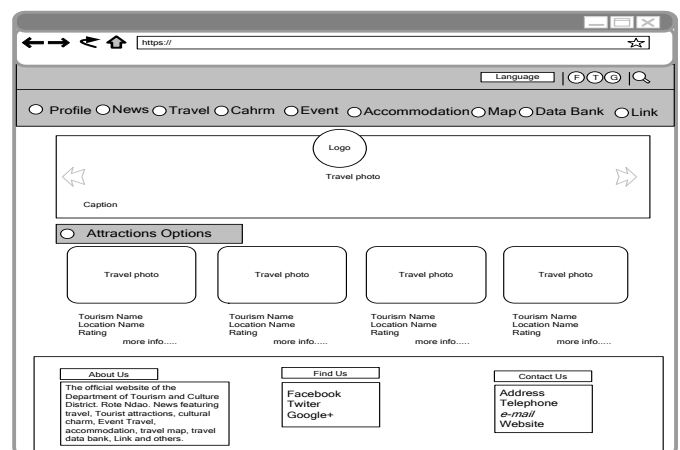 https://
Language F T G
Profile News Travel Cahrm Event Accommodation Map Data Bank Link
Logo
Travel photo
Caption
Attractions Options
Travel photo Travel photo Travel photo Travel photo
Tourism Name Tourism Name Tourism Name Tourism Name
Location Name Location Name Location Name Location Name
Rating Rating Rating Rating
more info..... more info..... more info..... more info.....
About Us
The official website of the
Department of Tourism and Culture
District. Rote Ndao. News featuring
travel, Tourist attractions, cultural
charm, Event Travel,
accommodation, travel map, travel
data bank, Link and others.
Find Us
Facebook
Twiter
Google+
Contact Us
Address
Telephone
e-mail
Website